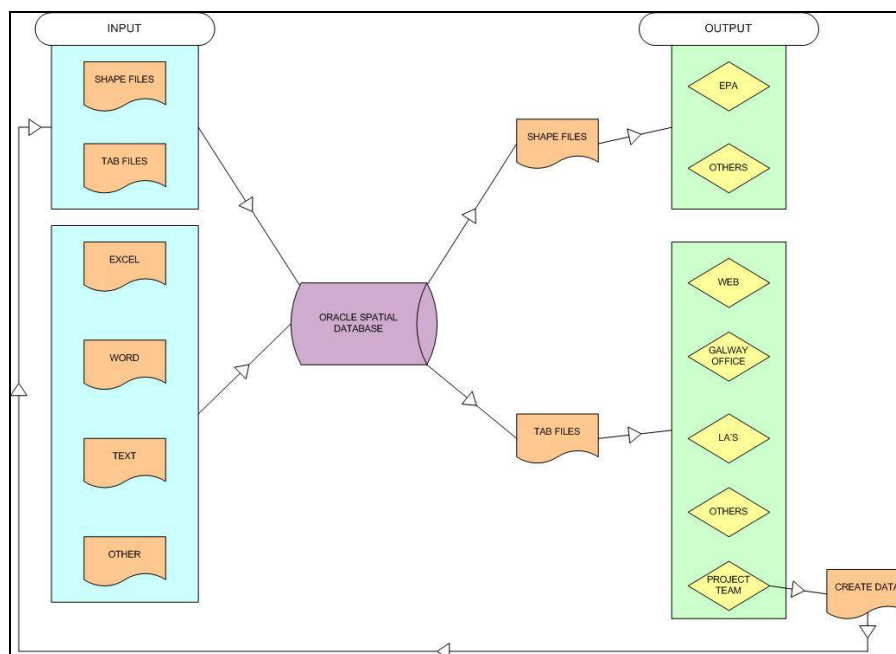 INPUT
SHAPE FILES
TAB FILES
EXCEL
WORD
TEXT
OTHER
ORACLE SPATIAL
DATABASE
SHAPE FILES
TAB FILES
OUTPUT
EPA
OTHERS
WEB
GALWAY
OFFICE
LA'S
OTHERS
PROJECT
TEAM
CREATE DATA